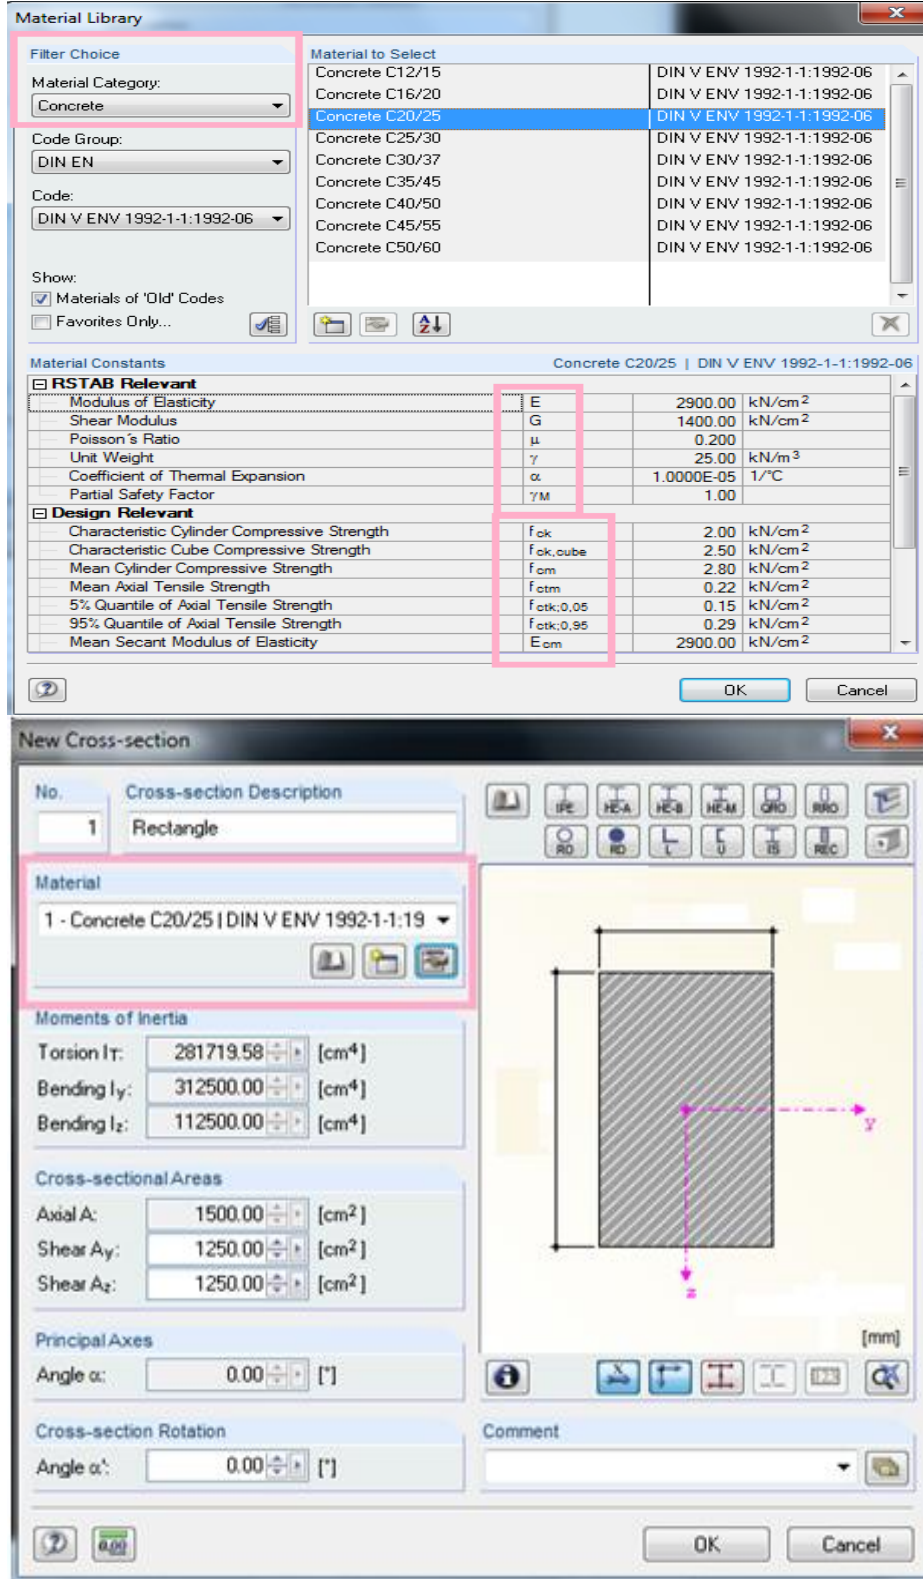 Material Library
Filter Choice
Material Category:
Concrete
Code Group:
DIN EN
Code:
DIN V ENV 1992-1-1:1992-06
Show:
Materials of 'Old' Codes
Favorites Only...
Material to Select
Concrete C12/15 DIN V ENV 1992-1-1:1992-06
Concrete C16/20 DIN V ENV 1992-1-1:1992-06
Concrete C20/25 DIN V ENV 1992-1-1:1992-06
Concrete C25/30 DIN V ENV 1992-1-1:1992-06
Concrete C30/37 DIN V ENV 1992-1-1:1992-06
Concrete C35/45 DIN V ENV 1992-1-1:1992-06
Concrete C40/50 DIN V ENV 1992-1-1:1992-06
Concrete C45/55 DIN V ENV 1992-1-1:1992-06
Concrete C50/60 DIN V ENV 1992-1-1:1992-06
Material Constants Concrete C20/25 | DIN V ENV 1992-1-1:1992-06
RSTAB Relevant
Modulus of Elasticity E 2900.00 kN/cm²
Shear Modulus G 1400.00 kN/cm²
Poisson´s Ratio μ 0.200
Unit Weight γ 25.00 kN/m³
Coefficient of Thermal Expansion α 1.0000E-05 1/°C
Partial Safety Factor γM 1.00
Design Relevant
Characteristic Cylinder Compressive Strength fck 2.00 kN/cm²
Characteristic Cube Compressive Strength fck,cube 2.50 kN/cm²
Mean Cylinder Compressive Strength fcm 2.80 kN/cm²
Mean Axial Tensile Strength fctm 0.22 kN/cm²
5% Quantile of Axial Tensile Strength fctk;0,05 0.15 kN/cm²
95% Quantile of Axial Tensile Strength fctk;0,95 0.29 kN/cm²
Mean Secant Modulus of Elasticity Ecm 2900.00 kN/cm²
OK Cancel
New Cross-section
No. Cross-section Description
1 Rectangle
Material
1 - Concrete C20/25 | DIN V ENV 1992-1-1:19
Moments of Inertia
Torsion IT: 281719.58 [cm⁴]
Bending Iy: 312500.00 [cm⁴]
Bending Iz: 112500.00 [cm⁴]
Cross-sectional Areas
Axial A: 1500.00 [cm²]
Shear Ay: 1250.00 [cm²]
Shear Az: 1250.00 [cm²]
Principal Axes
Angle α: 0.00 [°]
Cross-section Rotation
Angle α': 0.00 [°]
IPE HE-A HE-B HE-M QRO RRO
RO RD L U IS REC
y
z
[mm]
Comment
0.00
OK Cancel